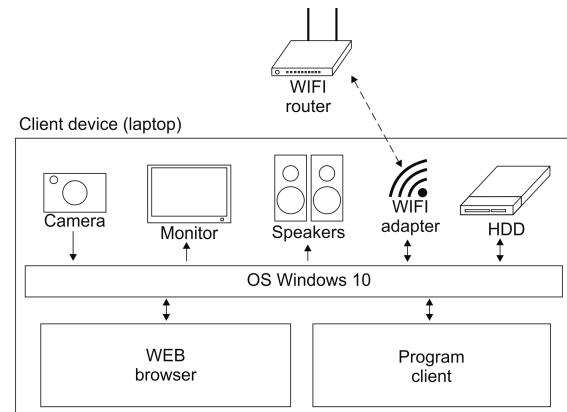 WIFI
router
Client device (laptop)
Camera
Monitor
Speakers
WIFI
adapter
HDD
OS Windows 10
WEB
browser
Program
client